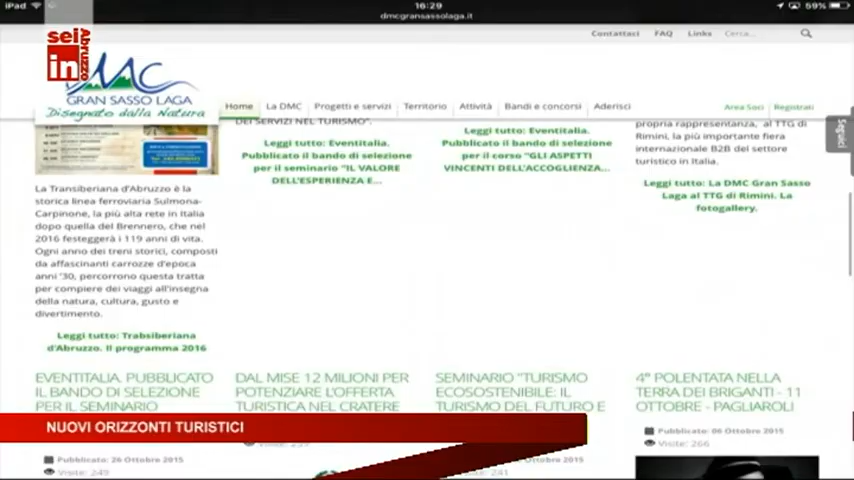 iPad
16:29
59%
dmcgransassolaga.it
Contattaci FAQ Links Cerca...
sei
in
Abruzzo
DMC
GRAN SASSO LAGA
Disegnato dalla Natura
Home La DMC Progetti e servizi Territorio Attività Bandi e concorsi Aderisci
Area Soci Registrati
Seguici
La Transiberiana d'Abruzzo è la
storica linea ferroviaria Sulmona-
Carpinone, la più alta rete in Italia
dopo quella del Brennero, che nel
2016 festeggerà i 119 anni di vita.
Ogni anno dei treni storici, composti
da affascinanti carrozze d'epoca
anni '30, percorrono questa tratta
per compiere dei viaggi all'insegna
della natura, cultura, gusto e
divertimento.
Leggi tutto: Trabsiberiana
d'Abruzzo. Il programma 2016
DEI SERVIZI NEL TURISMO".
Leggi tutto: Eventitalia.
Pubblicato il bando di selezione
per il seminario "IL VALORE
DELL'ESPERIENZA E...
Leggi tutto: Eventitalia.
Pubblicato il bando di selezione
per il corso "GLI ASPETTI
VINCENTI DELL'ACCOGLIENZA...
propria rappresentanza, al TTG di
Rimini, la più importante fiera
internazionale B2B del settore
turistico in Italia.
Leggi tutto: La DMC Gran Sasso
Laga al TTG di Rimini. La
fotogallery.
EVENTITALIA. PUBBLICATO
IL BANDO DI SELEZIONE
PER IL SEMINARIO
Pubblicato: 26 Ottobre 2015
Visite: 249
DAL MISE 12 MILIONI PER
POTENZIARE L'OFFERTA
TURISTICA NEL CRATERE
SEMINARIO "TURISMO
ECOSOSTENIBILE: IL
TURISMO DEL FUTURO E
Ottobre 2015
241
4° POLENTATA NELLA
TERRA DEI BRIGANTI - 11
OTTOBRE - PAGLIAROLI
Pubblicato: 06 Ottobre 2015
Visite: 266
NUOVI ORIZZONTI TURISTICI